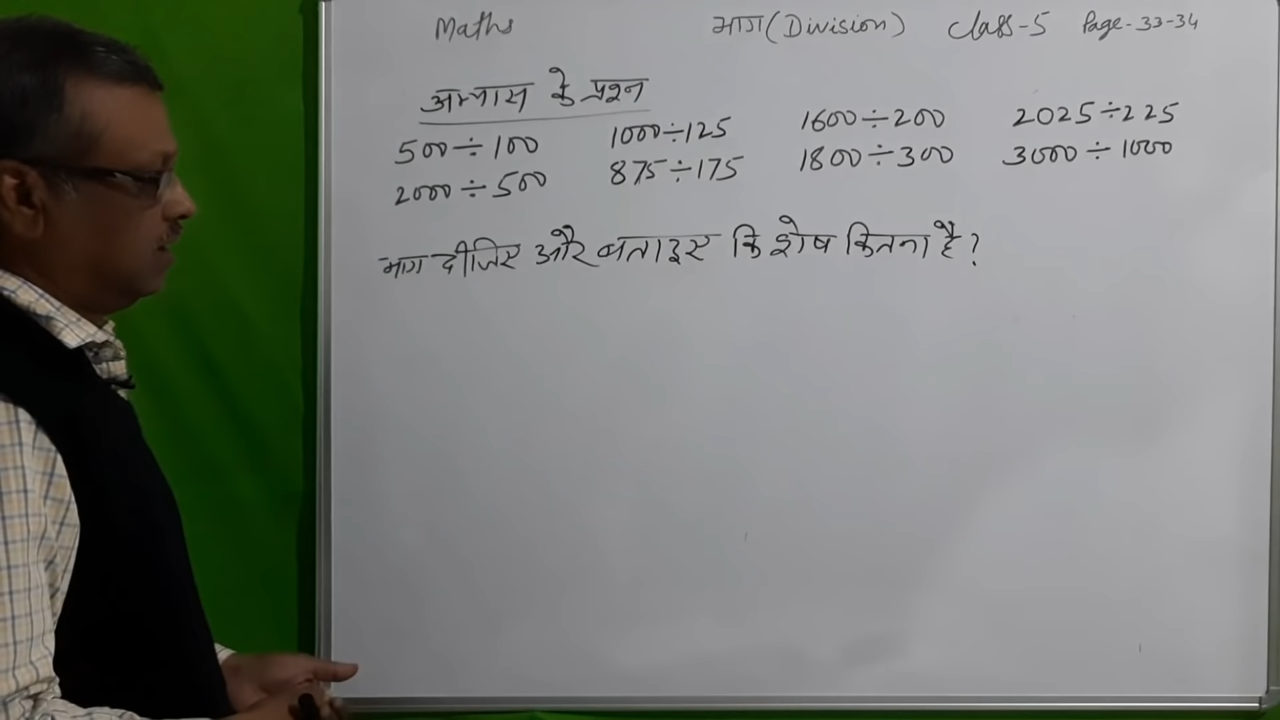 Maths भाग (Division) Class-5 Page-33-34
अभ्यास के प्रश्न
500÷100 1000÷125 1600÷200 2025÷225
2000÷500 875÷175 1800÷300 3000÷1000
भाग दीजिए और बताइए कि शेष कितना है?